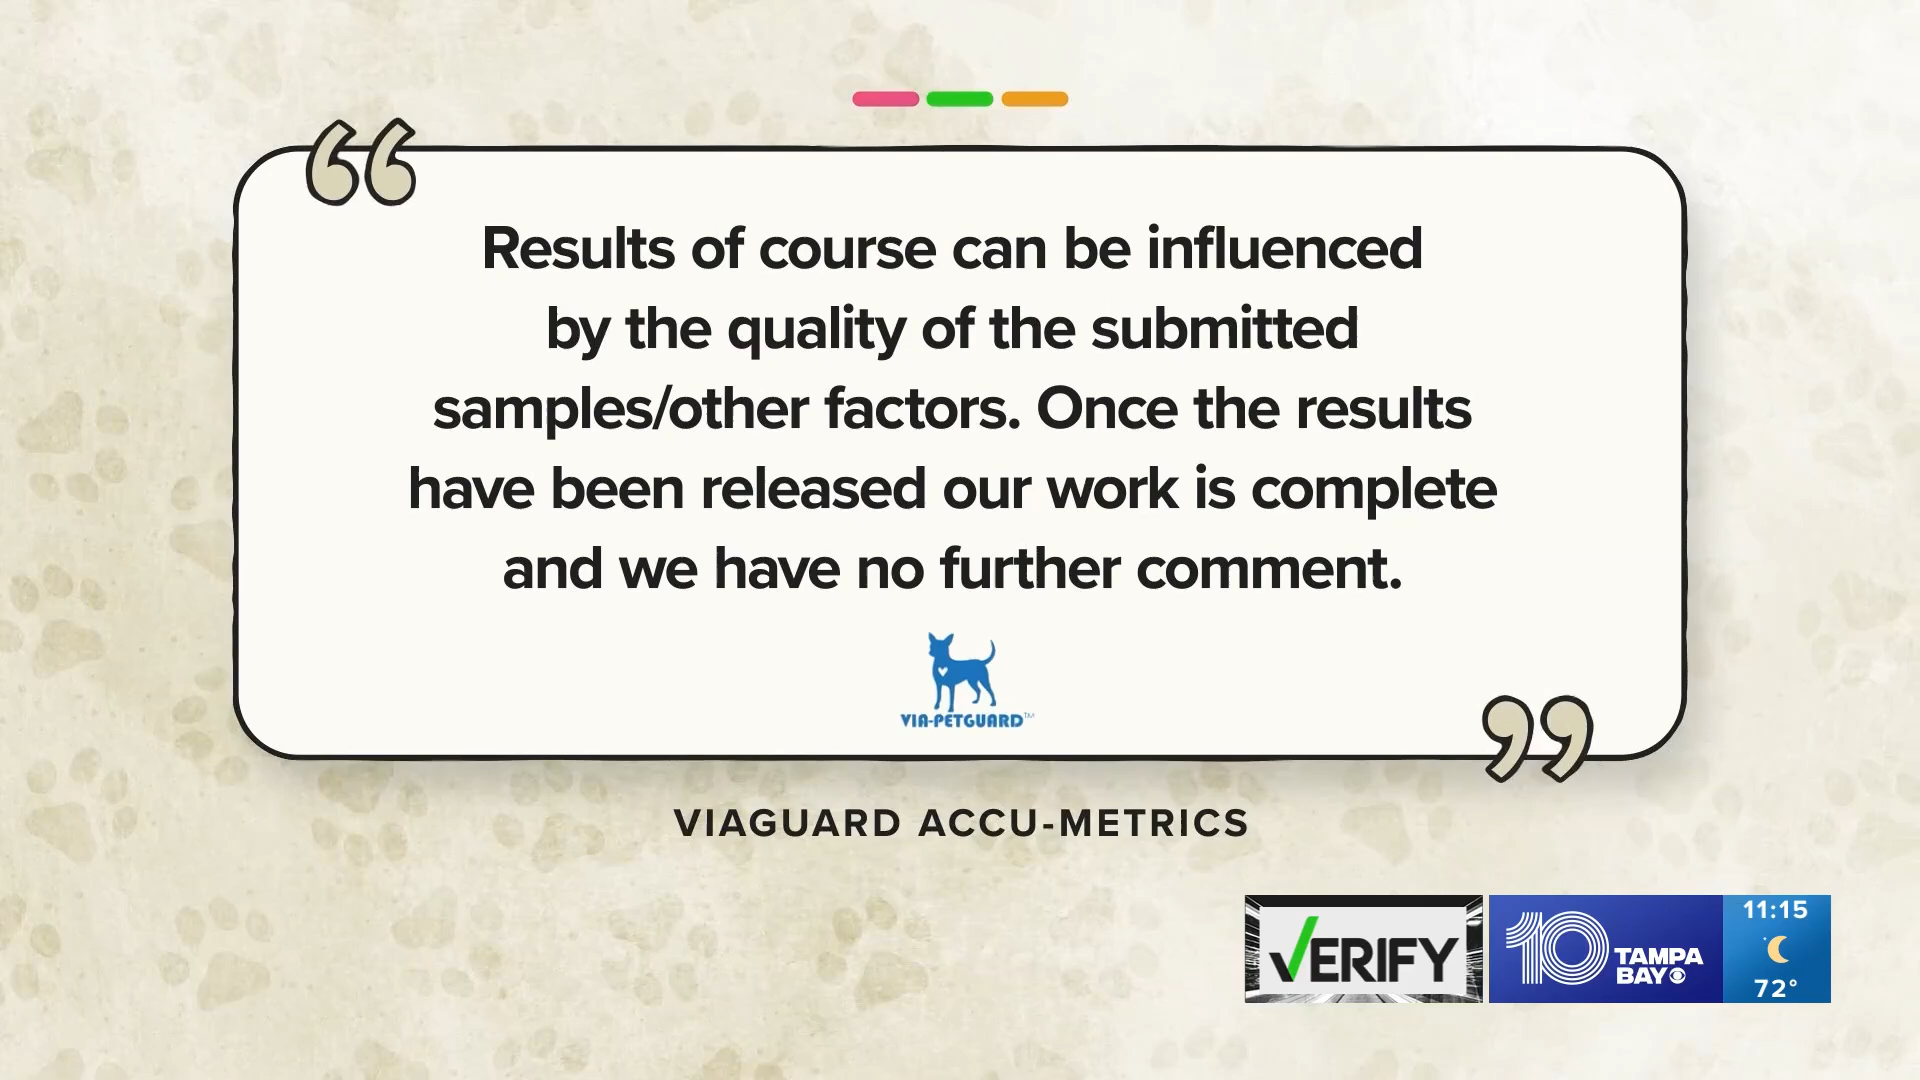 “
Results of course can be influenced
by the quality of the submitted
samples/other factors. Once the results
have been released our work is complete
and we have no further comment.
VIA-PETGUARD™
”
VIAGUARD ACCU-METRICS
VERIFY
10 TAMPA BAY
11:15
72°